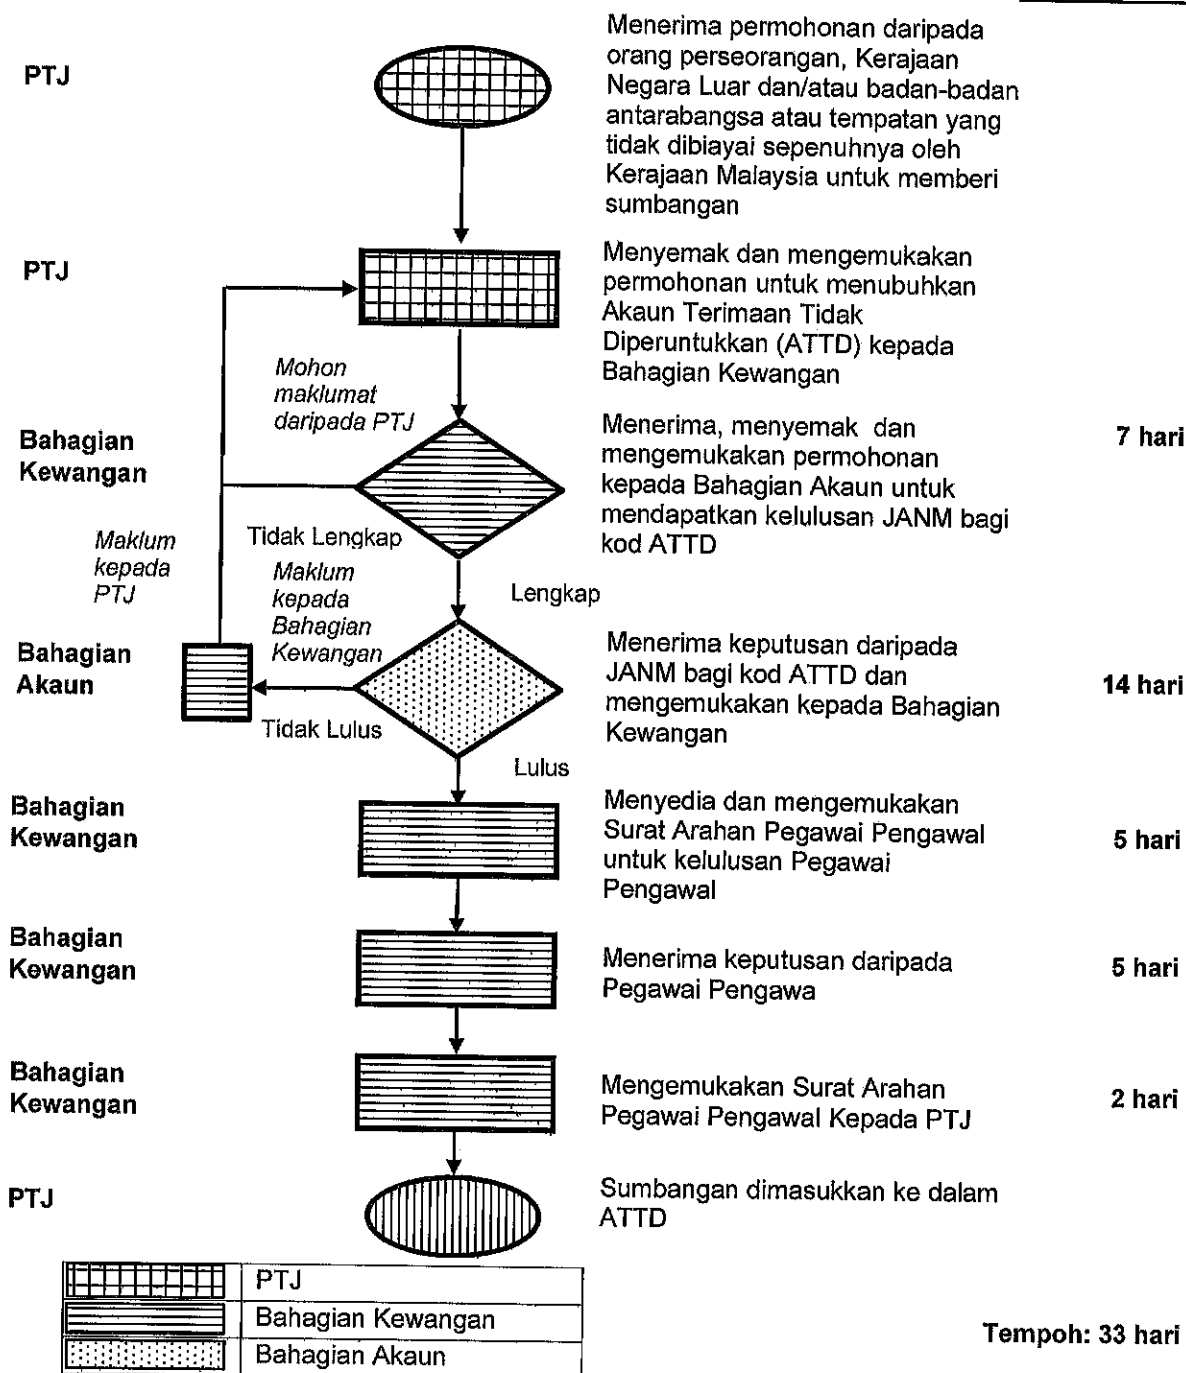 PTJ
Menerima permohonan daripada
orang perseorangan, Kerajaan
Negara Luar dan/atau badan-badan
antarabangsa atau tempatan yang
tidak dibiayai sepenuhnya oleh
Kerajaan Malaysia untuk memberi
sumbangan
PTJ
Menyemak dan mengemukakan
permohonan untuk menubuhkan
Akaun Terimaan Tidak
Diperuntukkan (ATTD) kepada
Bahagian Kewangan
Mohon
maklumat
daripada PTJ
Bahagian
Kewangan
Menerima, menyemak dan
mengemukakan permohonan
kepada Bahagian Akaun untuk
mendapatkan kelulusan JANM bagi
kod ATTD
7 hari
Tidak Lengkap
Lengkap
Maklum
kepada
PTJ
Maklum
kepada
Bahagian
Kewangan
Bahagian
Akaun
Menerima keputusan daripada
JANM bagi kod ATTD dan
mengemukakan kepada Bahagian
Kewangan
14 hari
Tidak Lulus
Lulus
Bahagian
Kewangan
Menyedia dan mengemukakan
Surat Arahan Pegawai Pengawal
untuk kelulusan Pegawai
Pengawal
5 hari
Bahagian
Kewangan
Menerima keputusan daripada
Pegawai Pengawa
5 hari
Bahagian
Kewangan
Mengemukakan Surat Arahan
Pegawai Pengawal Kepada PTJ
2 hari
PTJ
Sumbangan dimasukkan ke dalam
ATTD
PTJ
Bahagian Kewangan
Bahagian Akaun
Tempoh: 33 hari